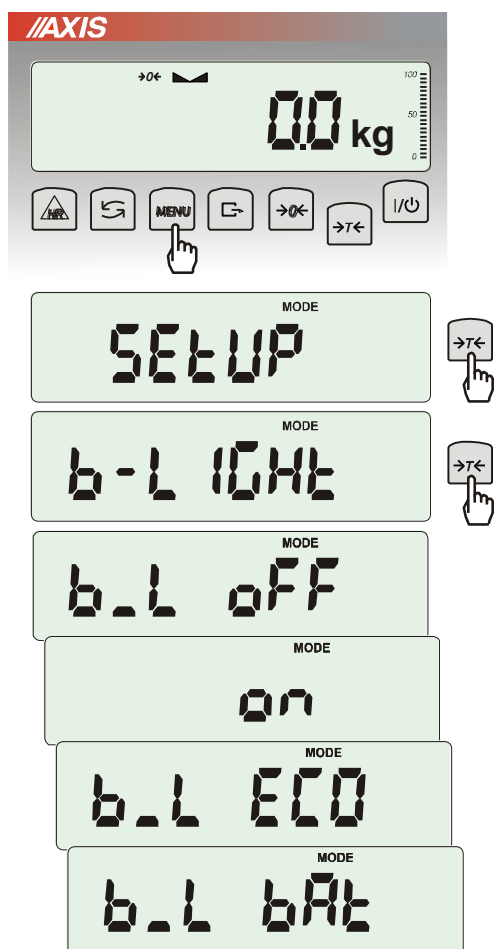 //AXIS
→0←
100
0.0 kg
50
0
HR MENU →0← →T← I/⏻
MODE
SEtUP
→T←
MODE
b-LIGHt
→T←
MODE
b_L oFF
MODE
on
MODE
b_L ECO
MODE
b_L bAt